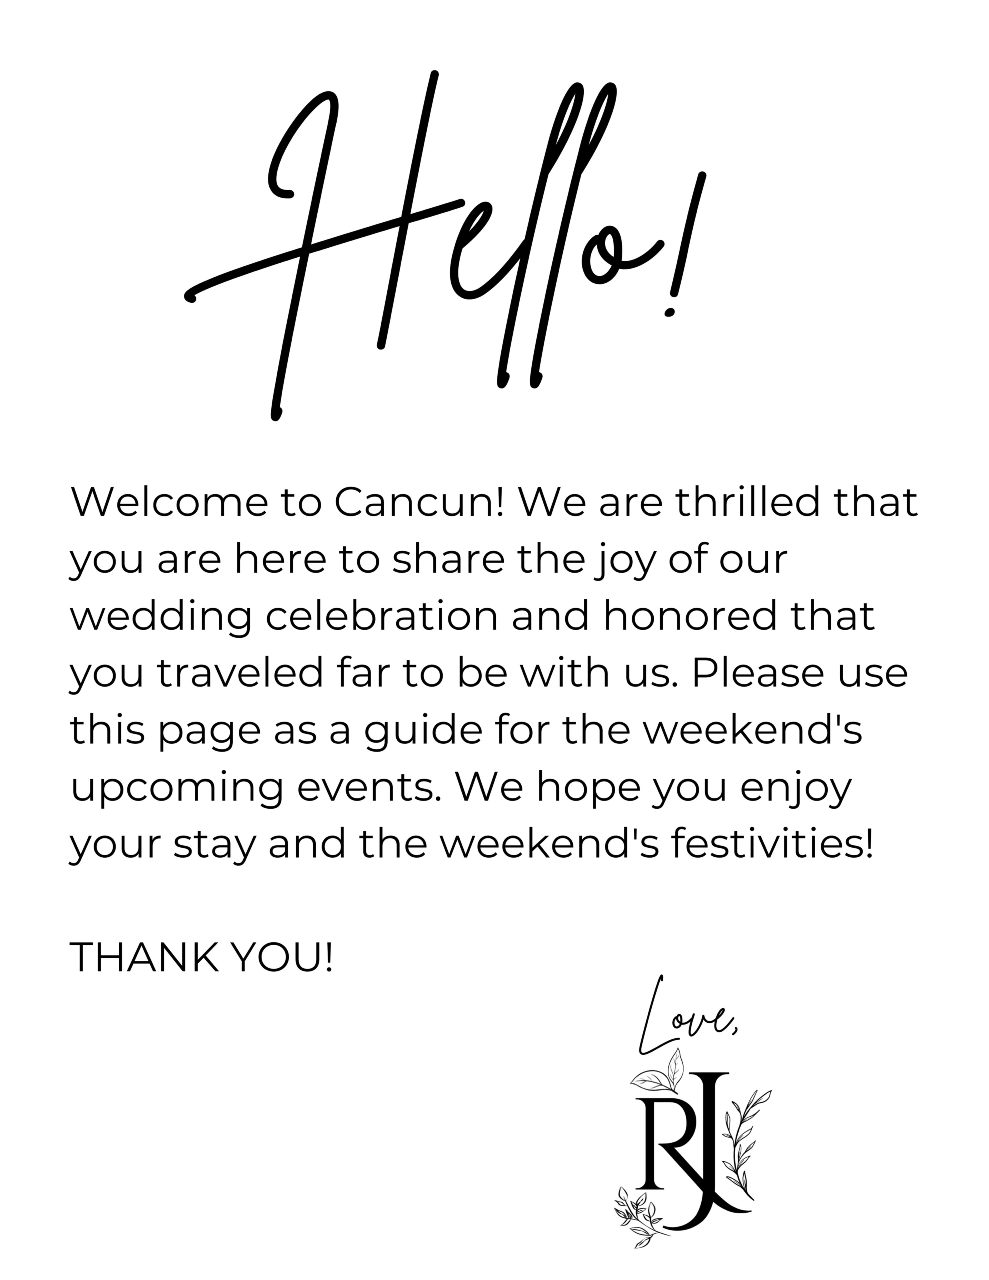 Hello!
Welcome to Cancun! We are thrilled that
you are here to share the joy of our
wedding celebration and honored that
you traveled far to be with us. Please use
this page as a guide for the weekend's
upcoming events. We hope you enjoy
your stay and the weekend's festivities!
THANK YOU!
Love,
RJ